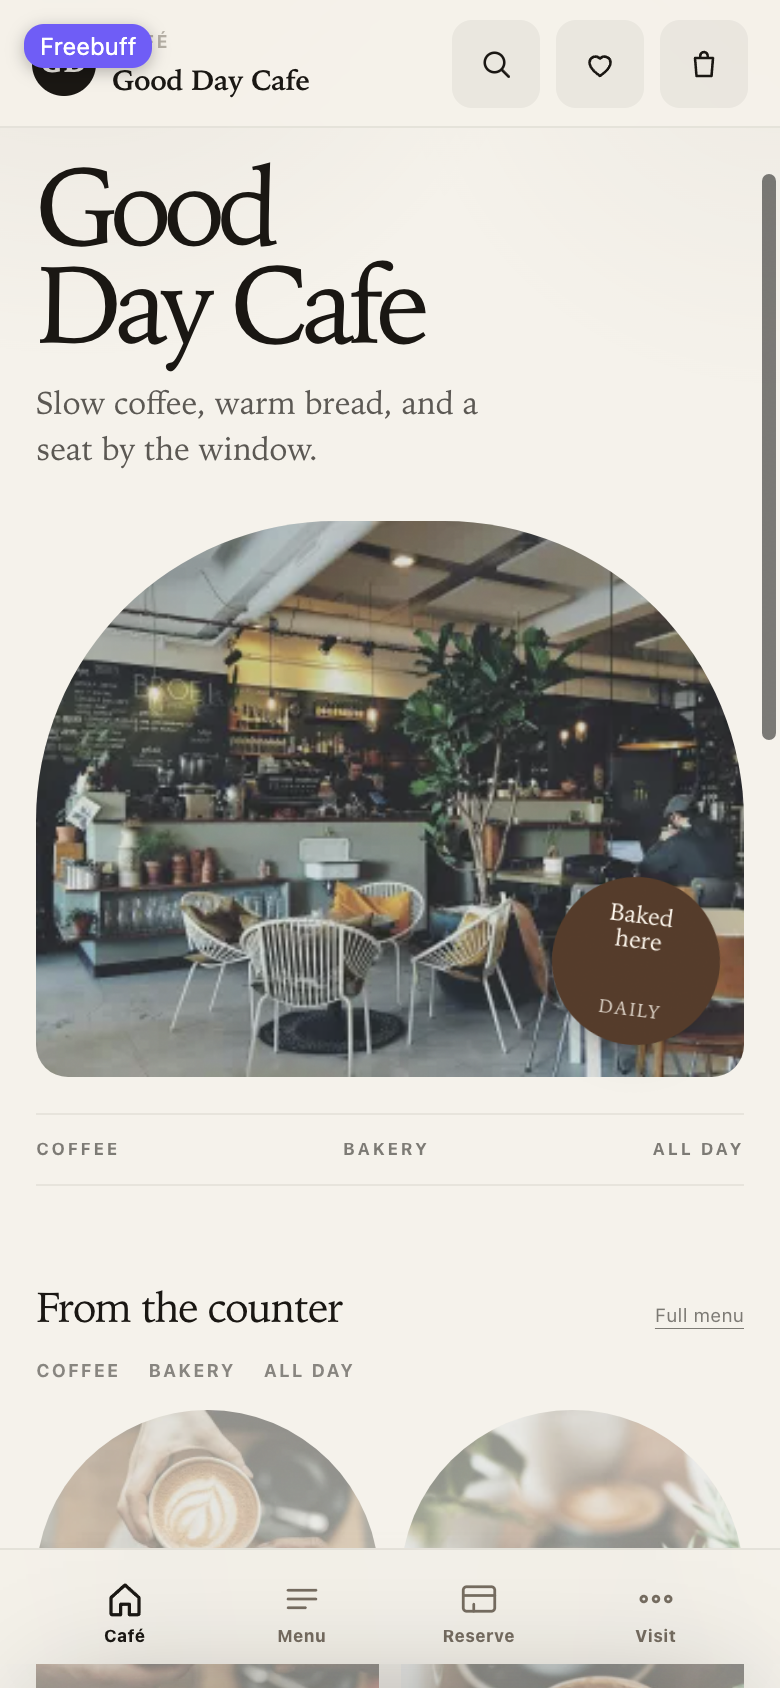 Freebuff
Good Day Cafe
Good
Day Cafe
Slow coffee, warm bread, and a
seat by the window.
BROEI
Baked
here
DAILY
COFFEE BAKERY ALL DAY
From the counter
Full menu
COFFEE BAKERY ALL DAY
Café Menu Reserve Visit